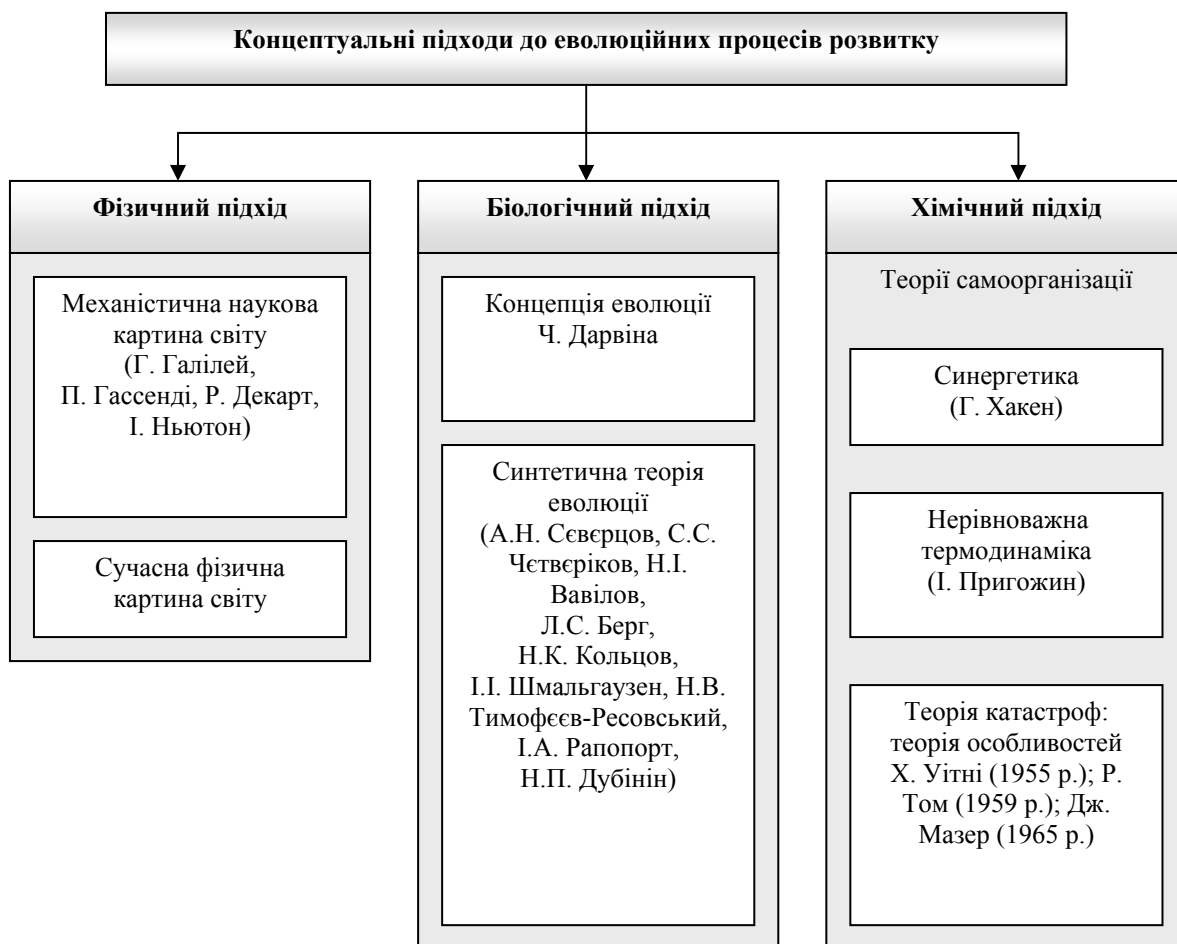 Концептуальні підходи до еволюційних процесів розвитку
Фізичний підхід
Механістична наукова
картина світу
(Г. Галілей,
П. Гассенді, Р. Декарт,
І. Ньютон)
Сучасна фізична
картина світу
Біологічний підхід
Концепція еволюції
Ч. Дарвіна
Синтетична теорія
еволюції
(А.Н. Сєвєрцов, С.С.
Чєтвєріков, Н.І.
Вавілов,
Л.С. Берг,
Н.К. Кольцов,
І.І. Шмальгаузен, Н.В.
Тимофєєв-Ресовський,
І.А. Рапопорт,
Н.П. Дубінін)
Хімічний підхід
Теорії самоорганізації
Синергетика
(Г. Хакен)
Нерівноважна
термодинаміка
(І. Пригожин)
Теорія катастроф:
теорія особливостей
Х. Уітні (1955 р.); Р.
Том (1959 р.); Дж.
Мазер (1965 р.)